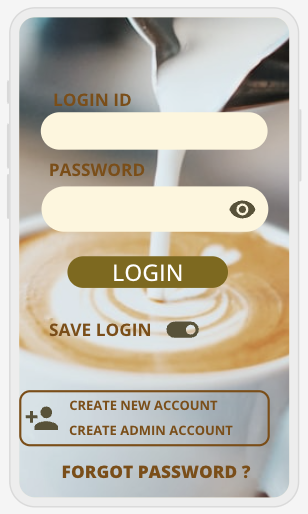 LOGIN ID
PASSWORD
LOGIN
SAVE LOGIN
CREATE NEW ACCOUNT
CREATE ADMIN ACCOUNT
FORGOT PASSWORD ?